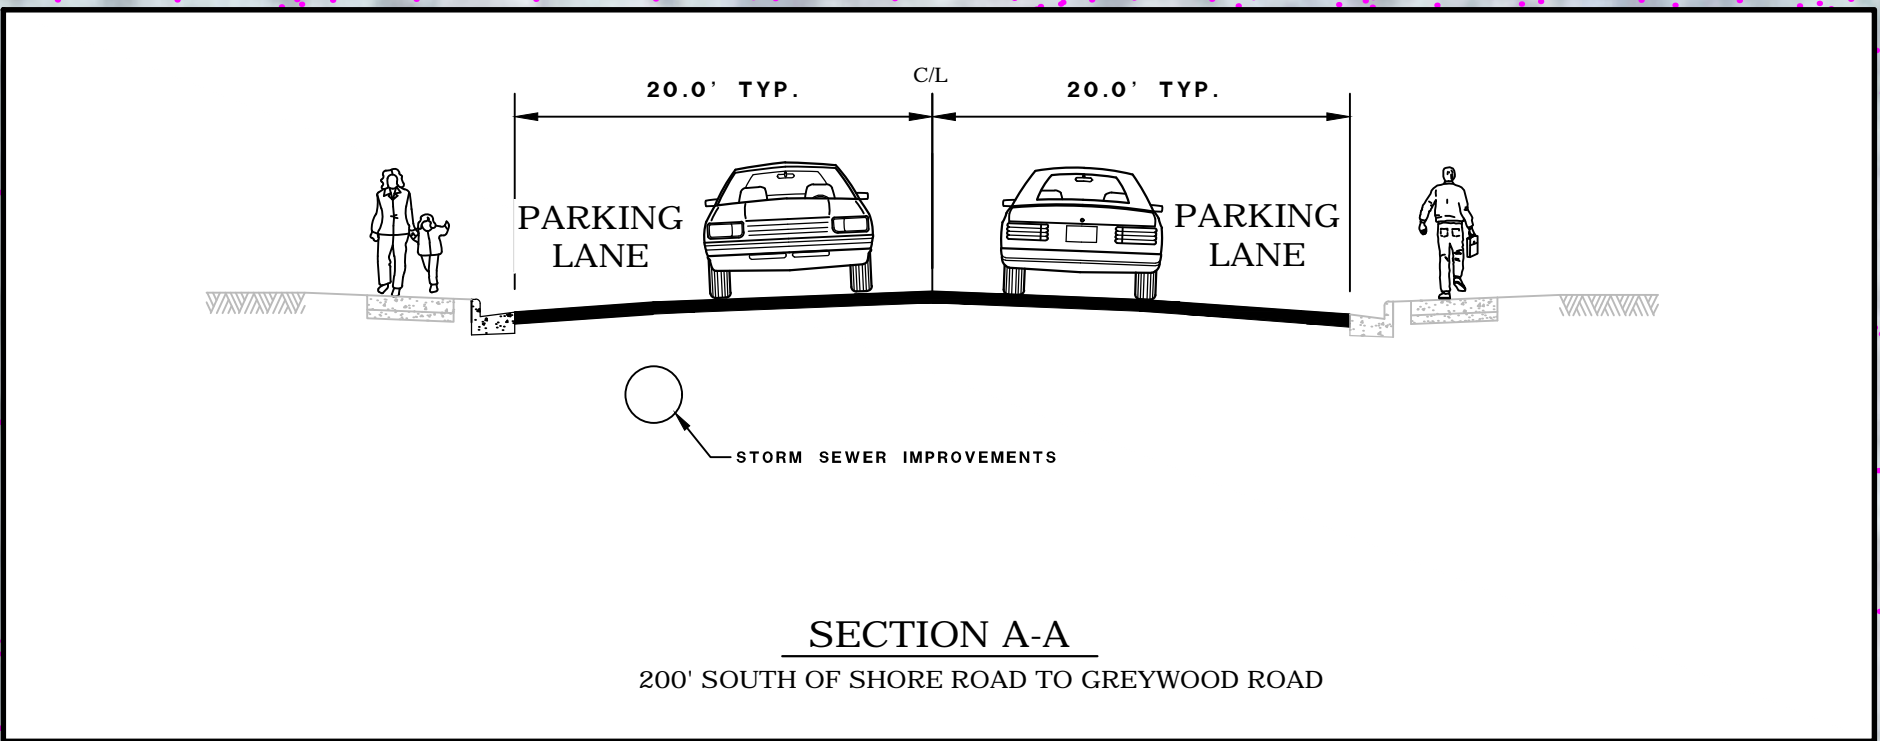 C/L
20.0' TYP.
20.0' TYP.
PARKING
LANE
PARKING
LANE
STORM SEWER IMPROVEMENTS
SECTION A-A
200' SOUTH OF SHORE ROAD TO GREYWOOD ROAD